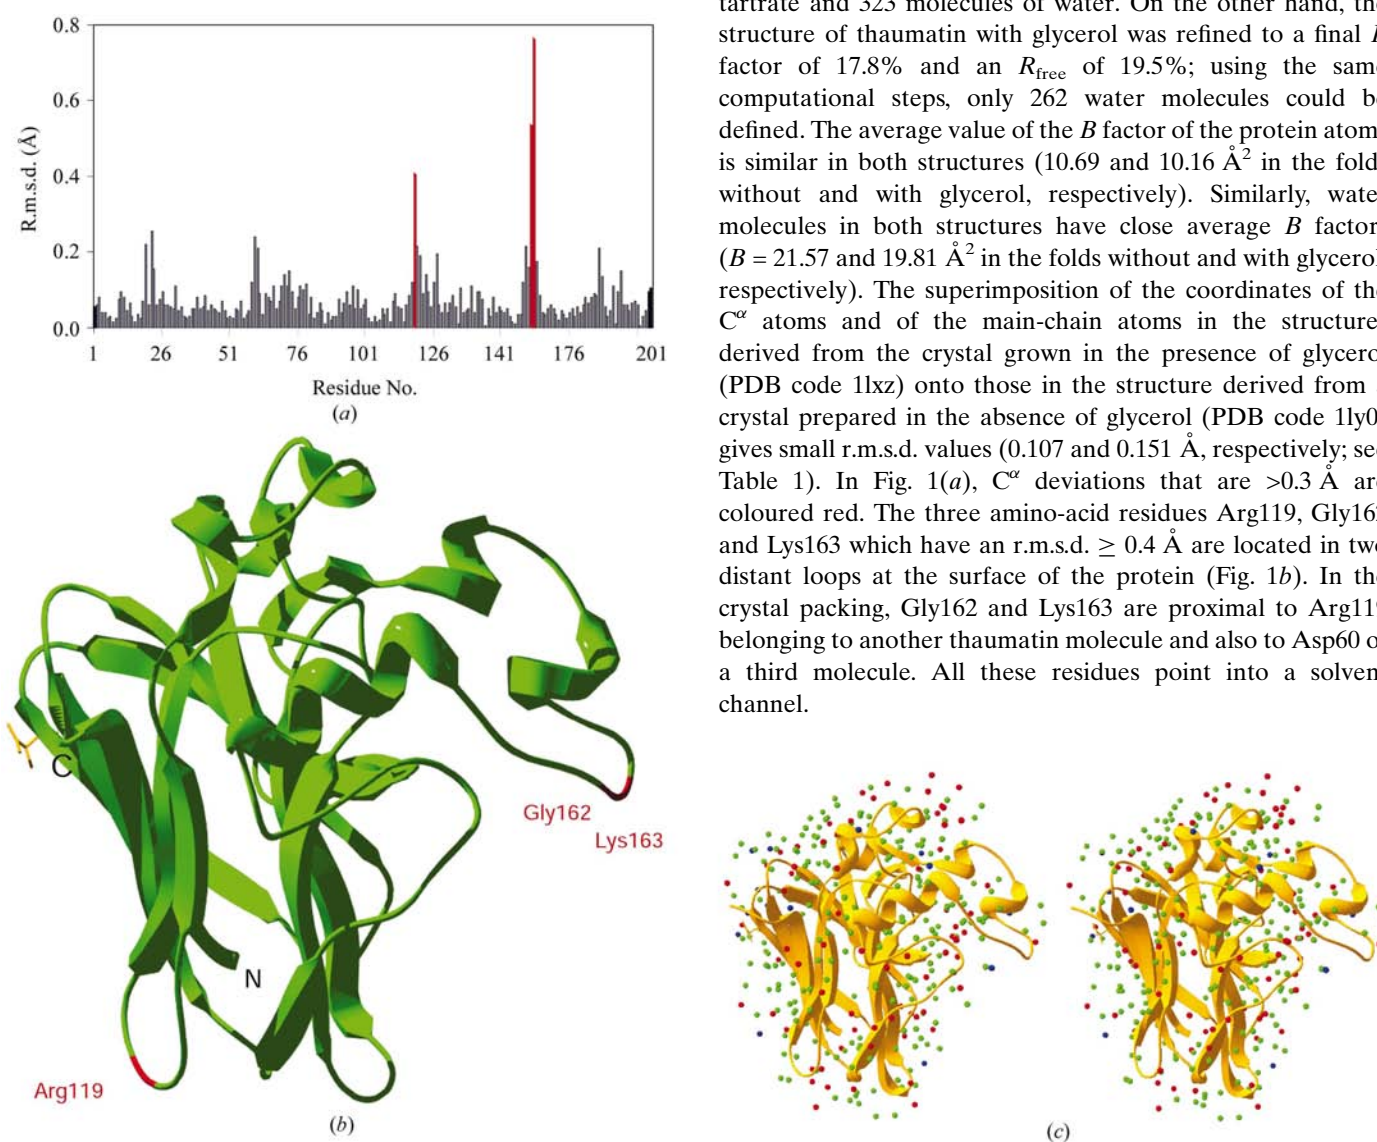 0.8
0.6
0.4
0.2
0.0
R.m.s.d. (Å)
1 26 51 76 101 126 141 176 201
Residue No.
(a)
C
N
Gly162
Lys163
Arg119
(b)
tartrate and 323 molecules of water. On the other hand, the
structure of thaumatin with glycerol was refined to a final R
factor of 17.8% and an Rfree of 19.5%; using the same
computational steps, only 262 water molecules could b
defined. The average value of the B factor of the protein atom
is similar in both structures (10.69 and 10.16 Å² in the fold
without and with glycerol, respectively). Similarly, wate
molecules in both structures have close average B factor
(B = 21.57 and 19.81 Å² in the folds without and with glycerol
respectively). The superimposition of the coordinates of the
Cα atoms and of the main-chain atoms in the structure
derived from the crystal grown in the presence of glycero
(PDB code 1lxz) onto those in the structure derived from
crystal prepared in the absence of glycerol (PDB code 1ly0
gives small r.m.s.d. values (0.107 and 0.151 Å, respectively; see
Table 1). In Fig. 1(a), Cα deviations that are >0.3 Å are
coloured red. The three amino-acid residues Arg119, Gly162
and Lys163 which have an r.m.s.d. ≥ 0.4 Å are located in two
distant loops at the surface of the protein (Fig. 1b). In the
crystal packing, Gly162 and Lys163 are proximal to Arg119
belonging to another thaumatin molecule and also to Asp60 o
a third molecule. All these residues point into a solven
channel.
(c)